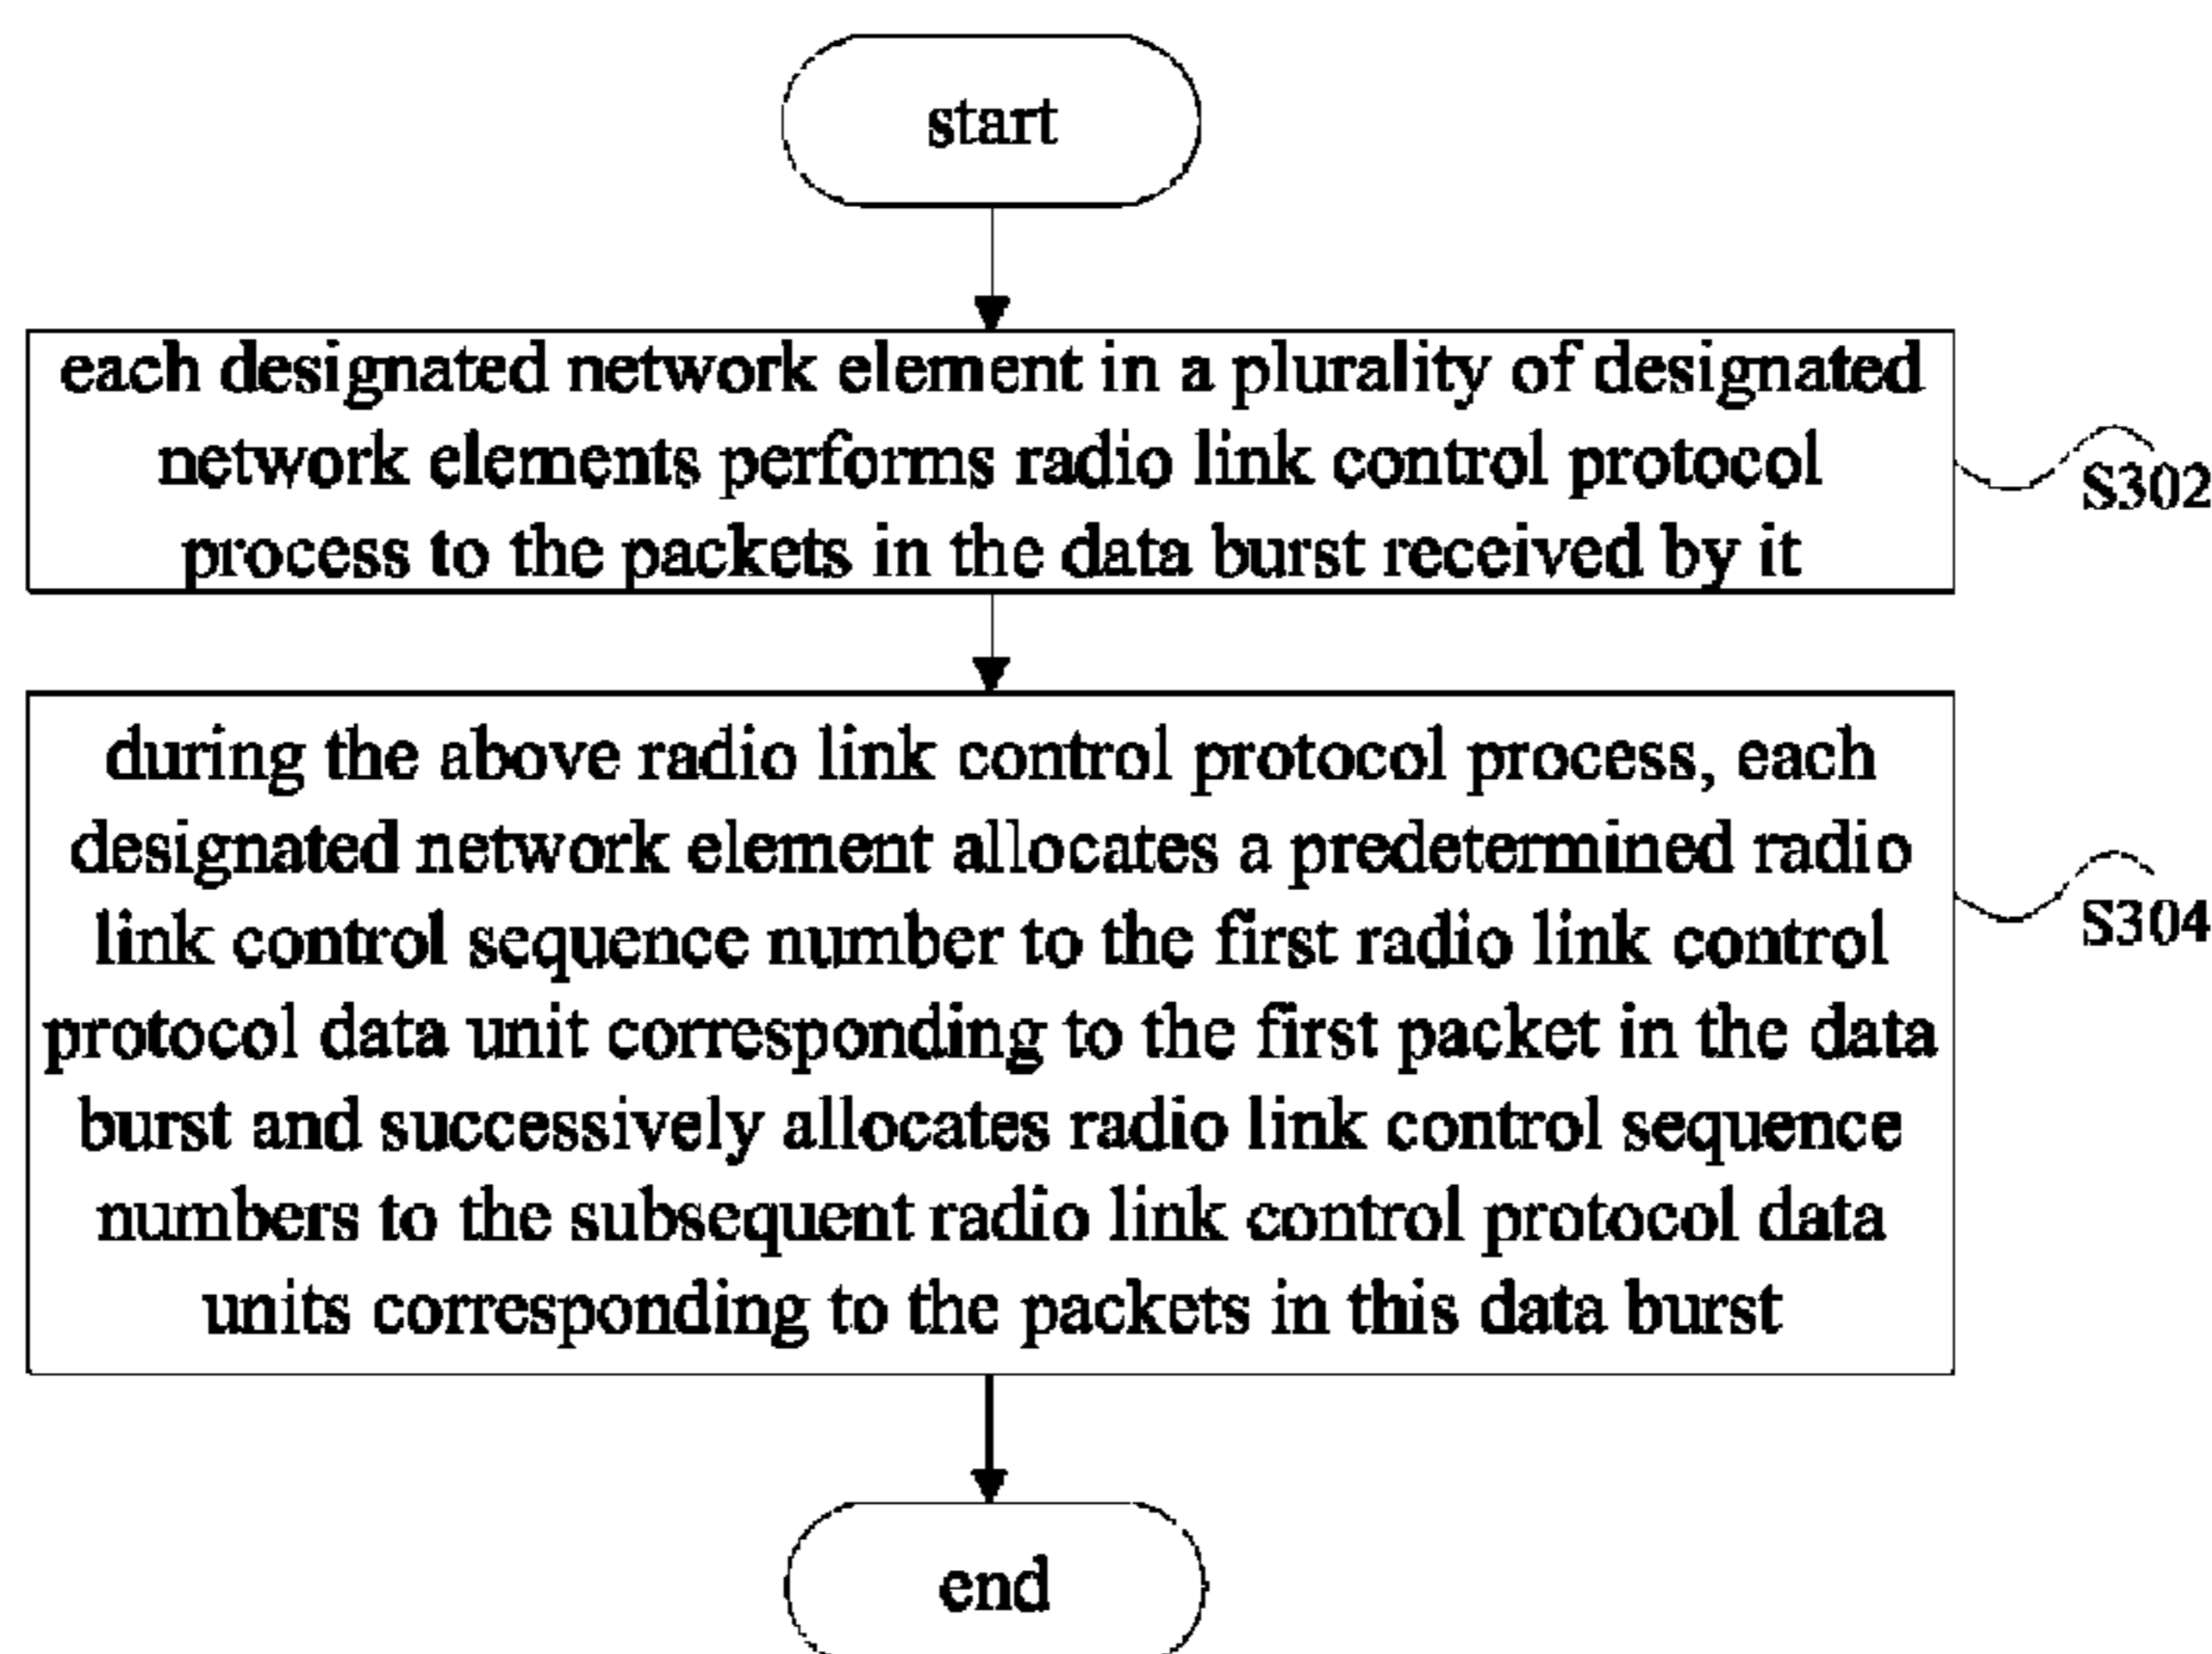 start
each designated network element in a plurality of designated
network elements performs radio link control protocol
process to the packets in the data burst received by it
S302
during the above radio link control protocol process, each
designated network element allocates a predetermined radio
link control sequence number to the first radio link control
protocol data unit corresponding to the first packet in the data
burst and successively allocates radio link control sequence
numbers to the subsequent radio link control protocol data
units corresponding to the packets in this data burst
S304
end